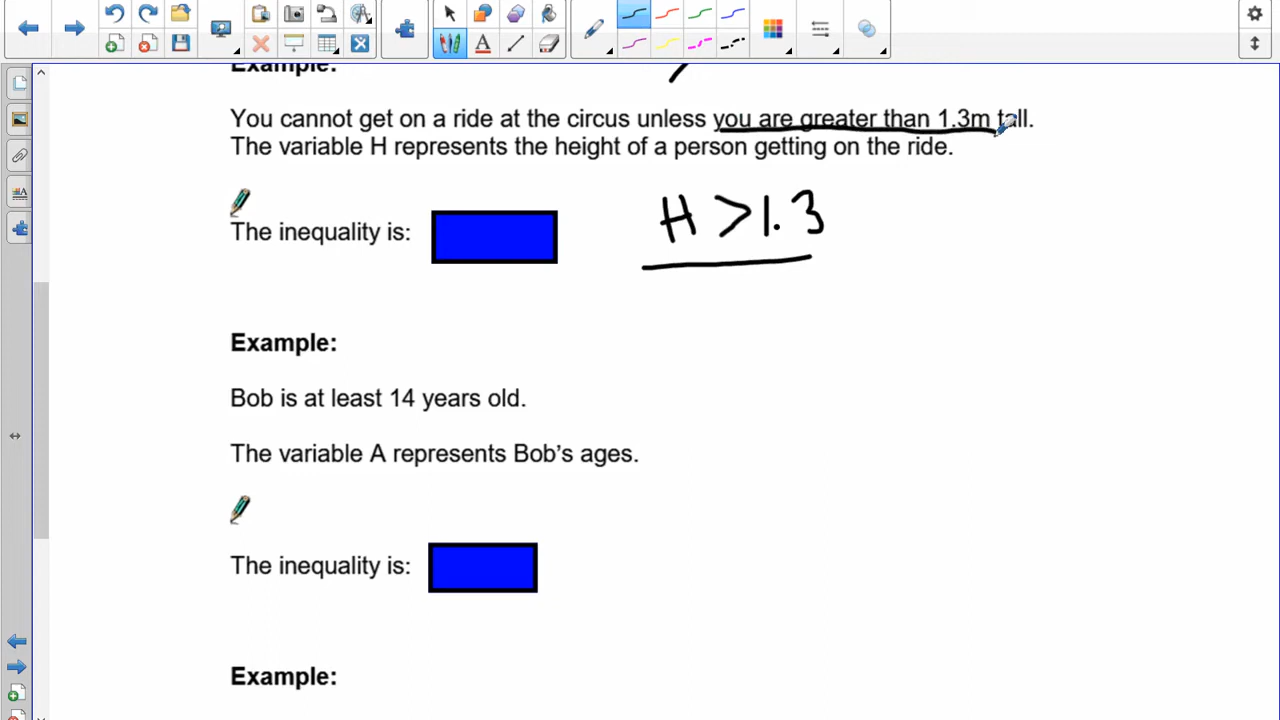 Example:
You cannot get on a ride at the circus unless you are greater than 1.3m tall.
The variable H represents the height of a person getting on the ride.
H > 1.3
The inequality is:
Example:
Bob is at least 14 years old.
The variable A represents Bob's ages.
The inequality is:
Example: